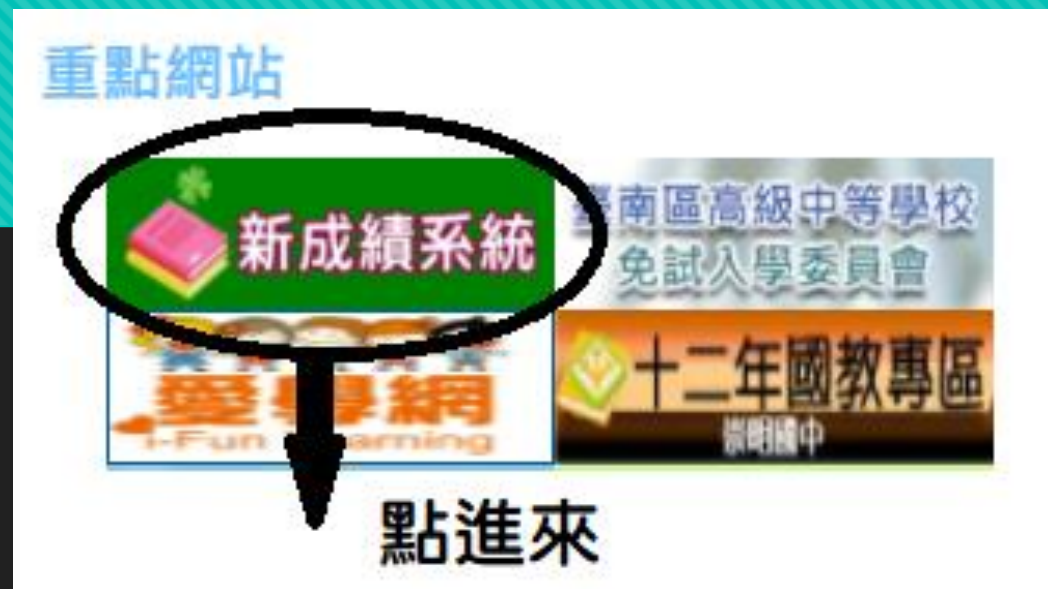 重點網站
新成績系統
臺南區高級中等學校
免試入學委員會
愛學網
i-Fun Learning
十二年國教專區
崇明國中
點進來